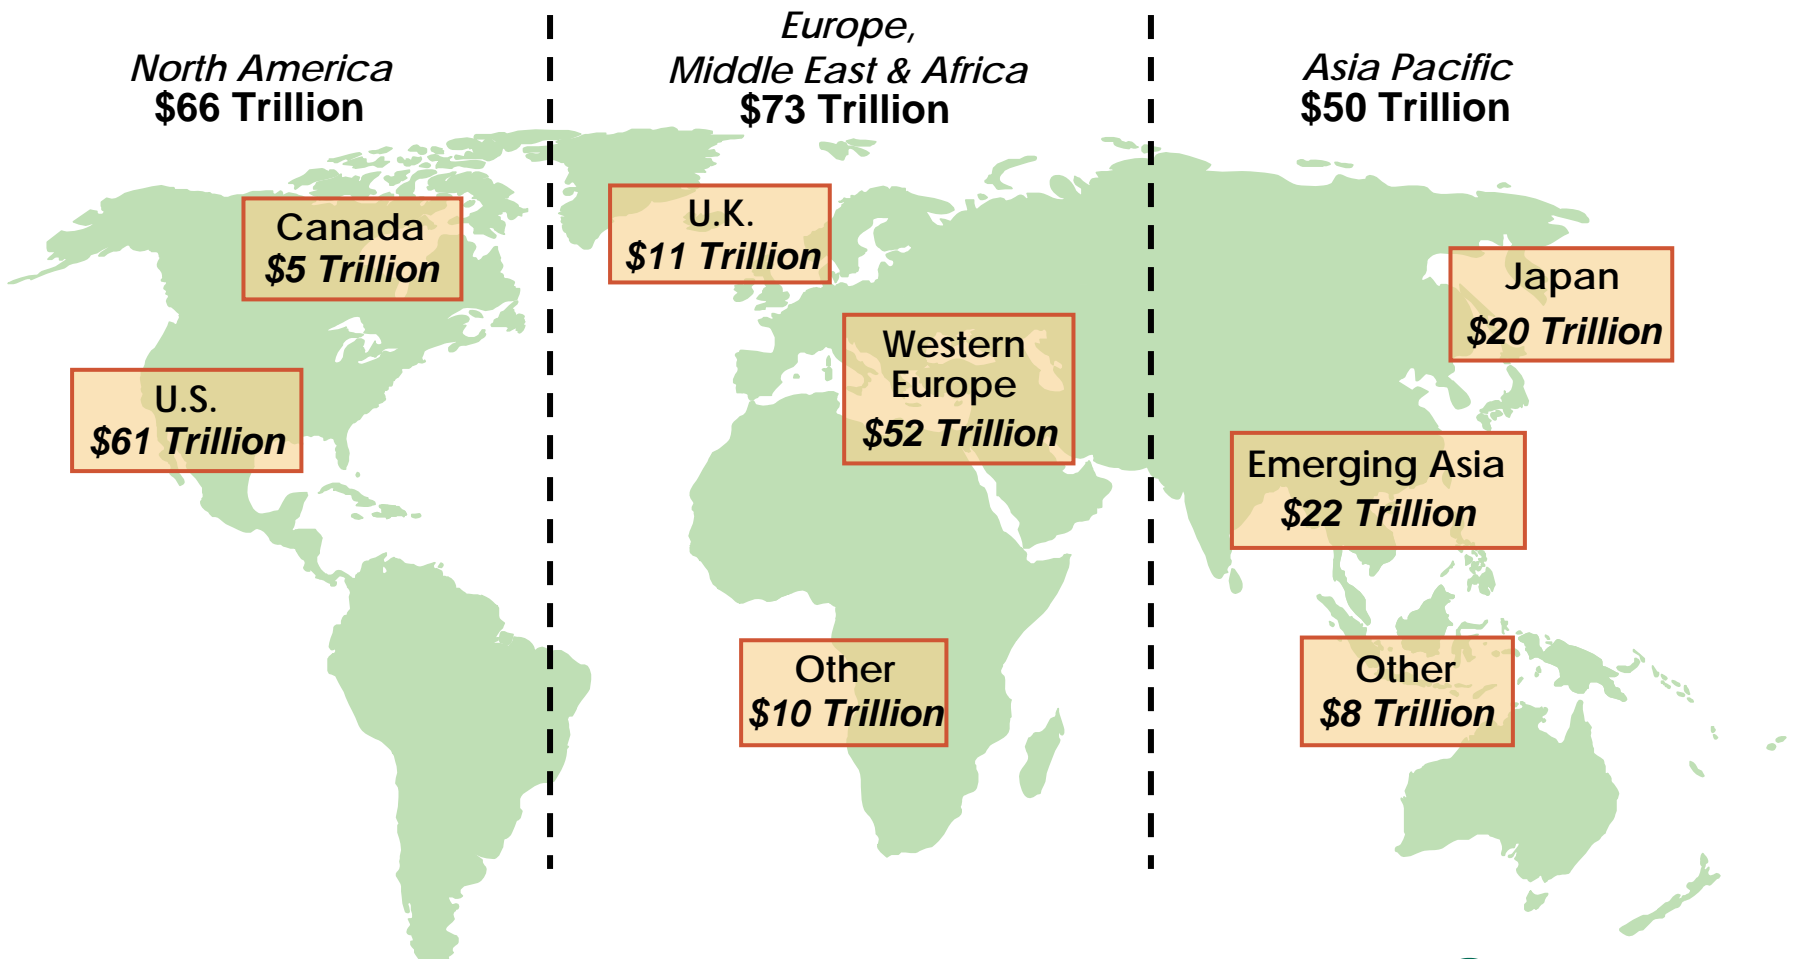 North America
$66 Trillion
Europe,
Middle East & Africa
$73 Trillion
Asia Pacific
$50 Trillion
Canada
$5 Trillion
U.S.
$61 Trillion
U.K.
$11 Trillion
Western
Europe
$52 Trillion
Other
$10 Trillion
Japan
$20 Trillion
Emerging Asia
$22 Trillion
Other
$8 Trillion